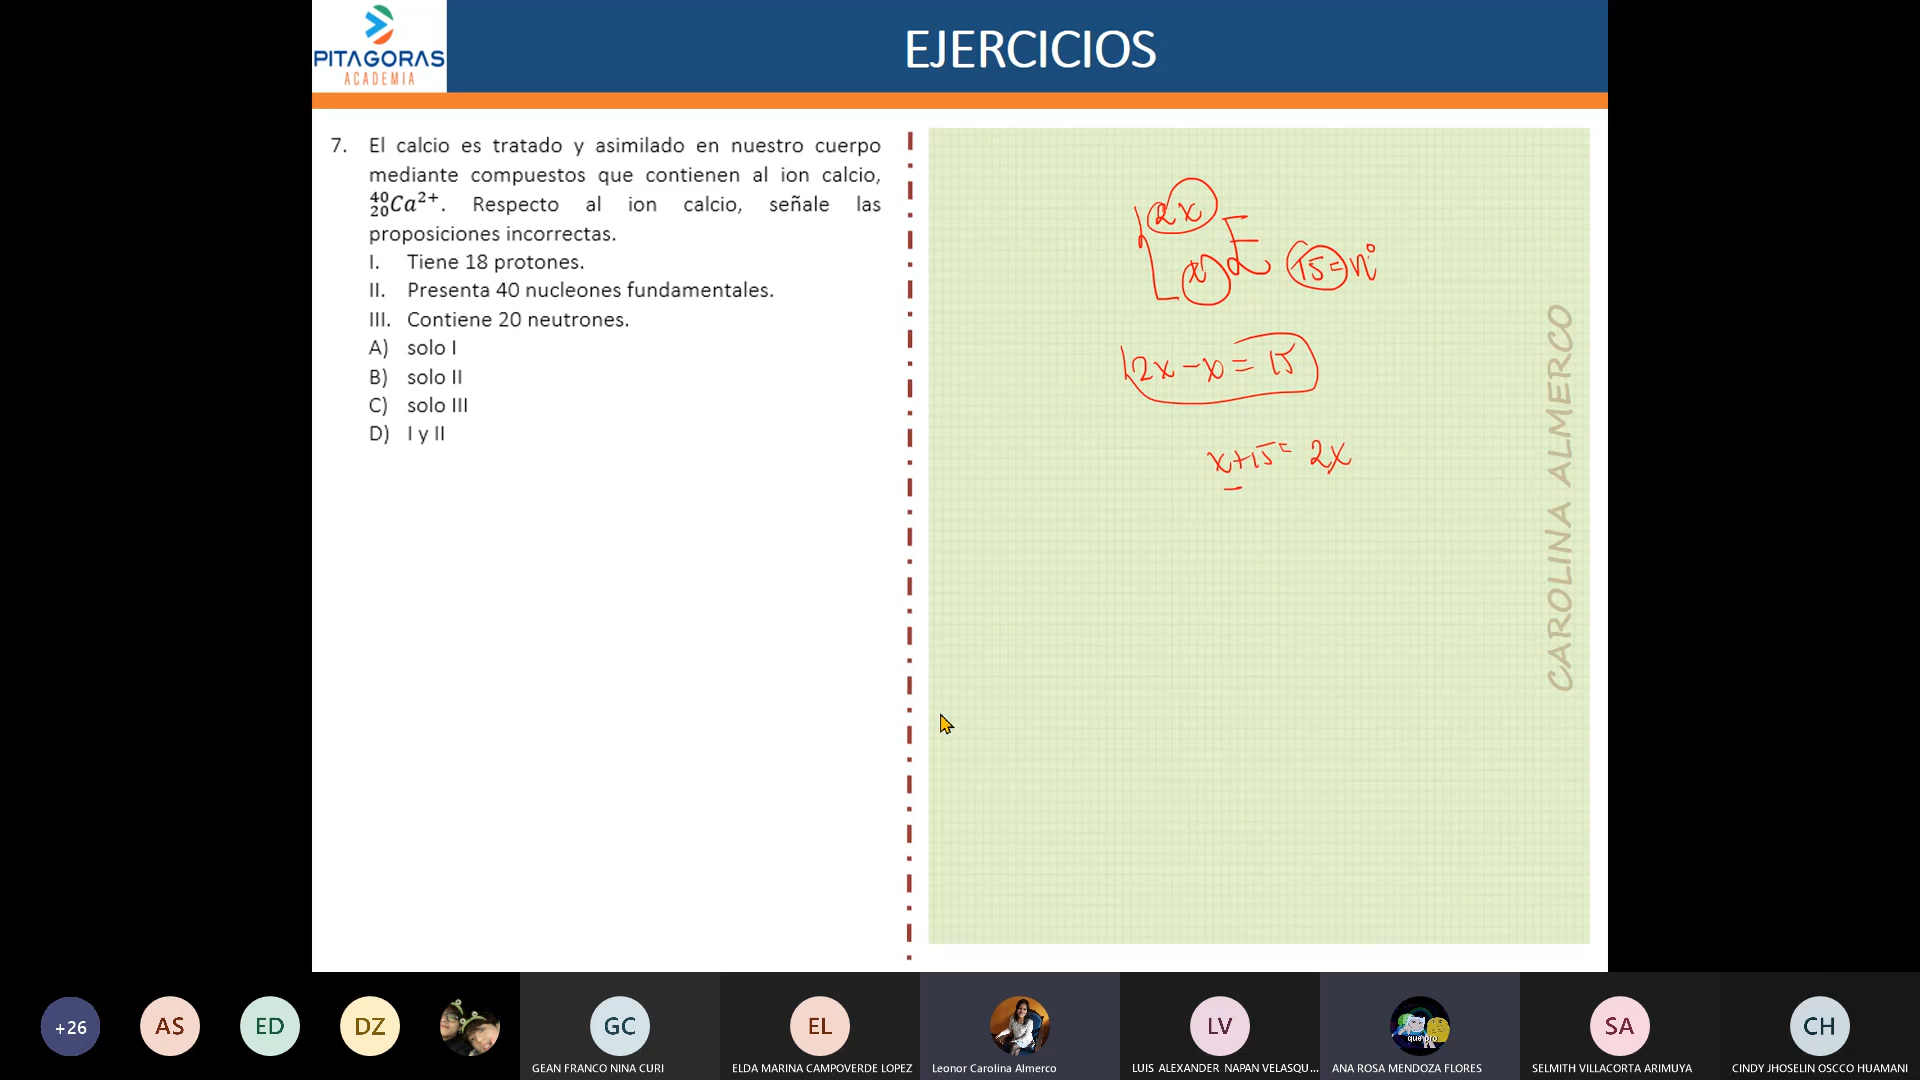 PITAGORAS
ACADEMIA
EJERCICIOS
7. El calcio es tratado y asimilado en nuestro cuerpo
mediante compuestos que contienen al ion calcio,
⁴⁰₂₀Ca²⁺. Respecto al ion calcio, señale las
proposiciones incorrectas.
I. Tiene 18 protones.
II. Presenta 40 nucleones fundamentales.
III. Contiene 20 neutrones.
A) solo I
B) solo II
C) solo III
D) I y II
2x
x
15=n°
2x-x=15
x+15=2x
CAROLINA ALMERCO
+26
AS
ED
DZ
GC
EL
LV
que pro
SA
CH
GEAN FRANCO NINA CURI
ELDA MARINA CAMPOVERDE LOPEZ
Leonor Carolina Almerco
LUIS ALEXANDER NAPAN VELASQU...
ANA ROSA MENDOZA FLORES
SELMITH VILLACORTA ARIMUYA
CINDY JHOSELIN OSCCO HUAMANI